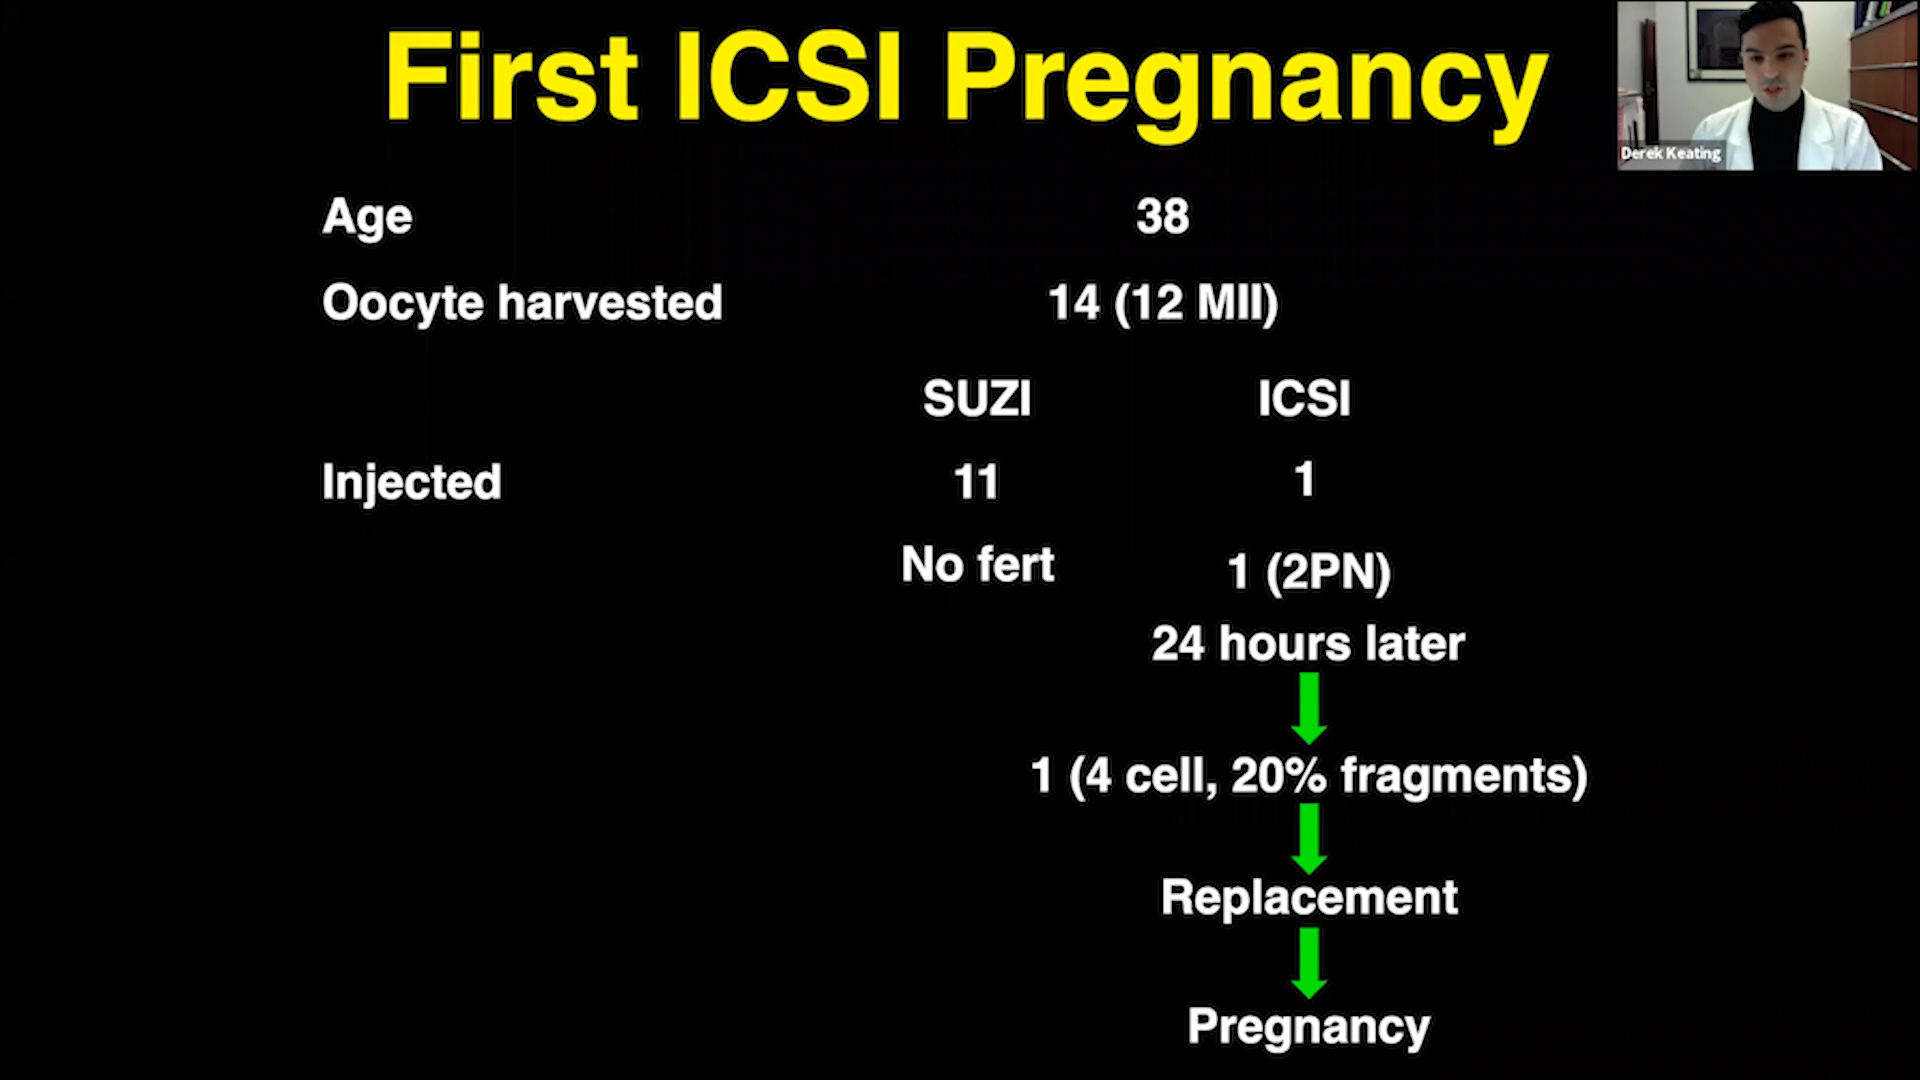 First ICSI Pregnancy
Derek Keating
Age 38
Oocyte harvested 14 (12 MII)
SUZI ICSI
Injected 11 1
No fert 1 (2PN)
24 hours later
1 (4 cell, 20% fragments)
Replacement
Pregnancy